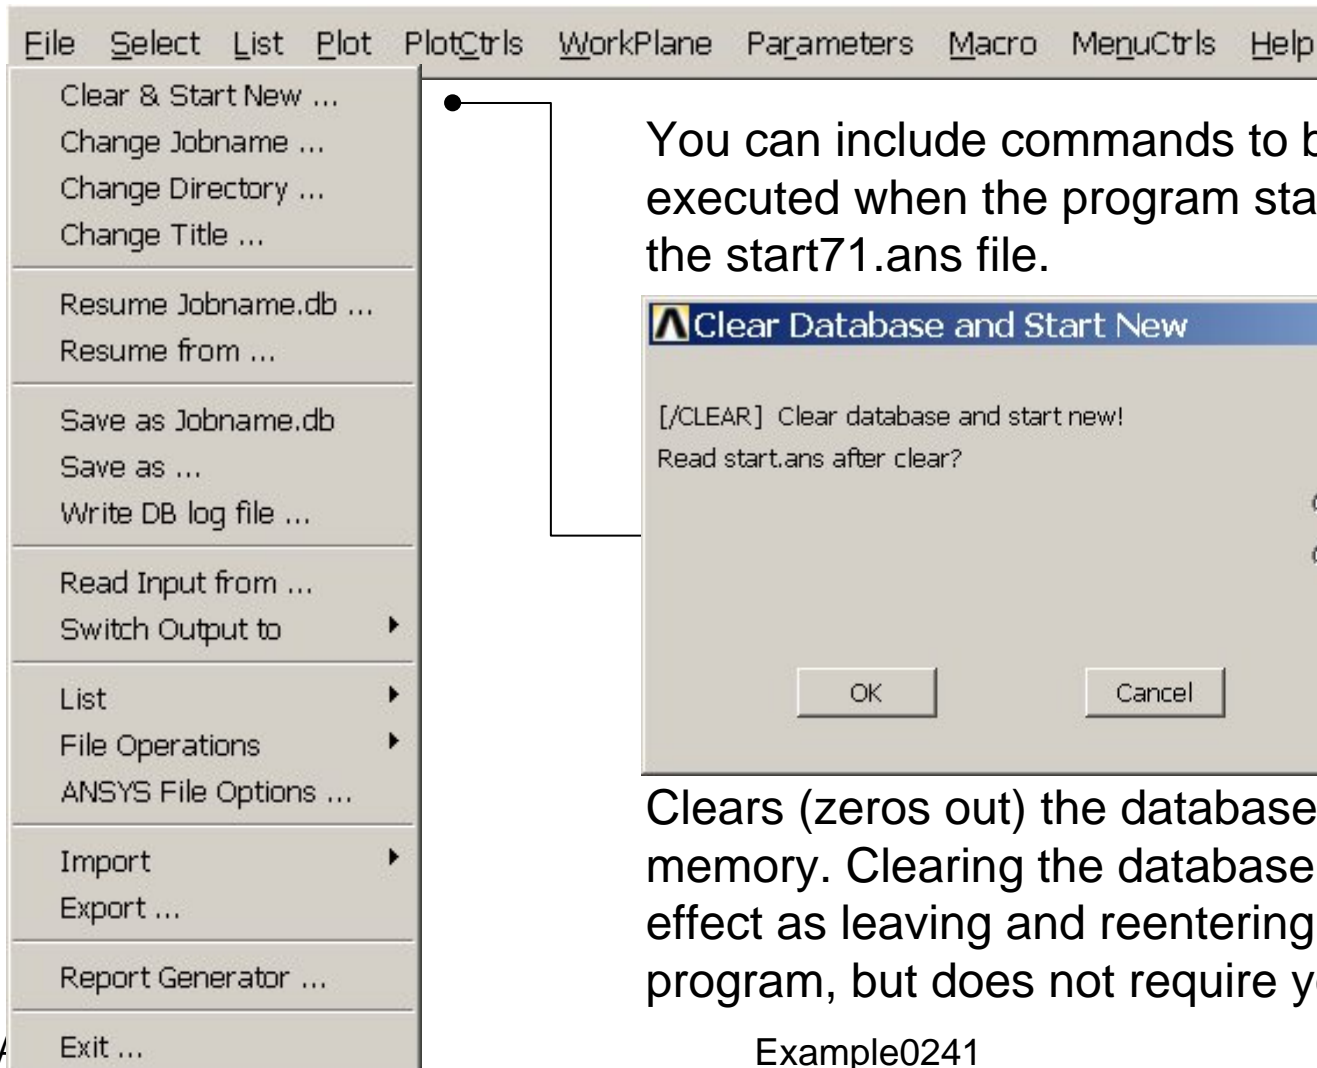 File Select List Plot PlotCtrls WorkPlane Parameters Macro MenuCtrls Help
Clear & Start New ...
Change Jobname ...
Change Directory ...
Change Title ...
Resume Jobname.db ...
Resume from ...
Save as Jobname.db
Save as ...
Write DB log file ...
Read Input from ...
Switch Output to
List
File Operations
ANSYS File Options ...
Import
Export ...
Report Generator ...
Exit ...
You can include commands to
executed when the program
the start71.ans file.
Clear Database and Start New
[/CLEAR] Clear database and start new!
Read start.ans after clear?
OK Cancel
Clears (zeros out) the database
memory. Clearing the database
effect as leaving and reentering
program, but does not require
Example0241